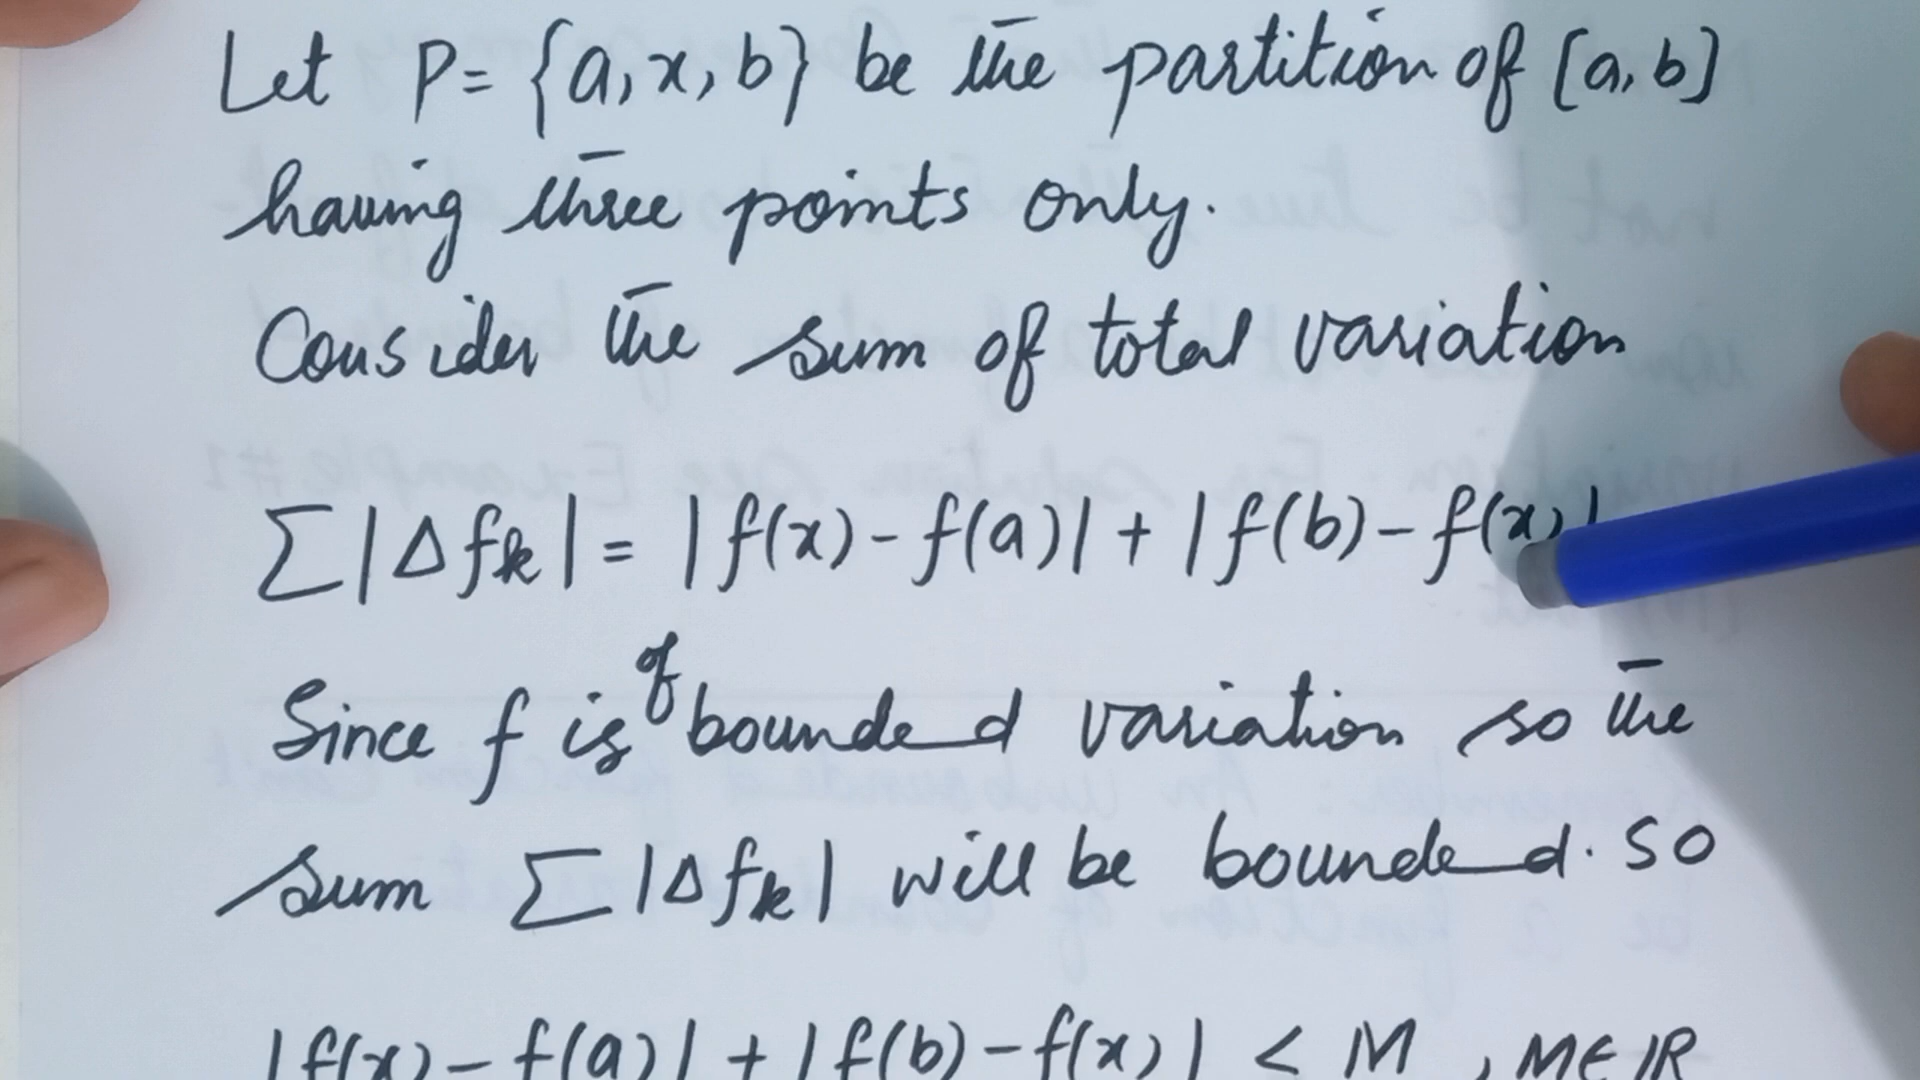 Let P = {a, x, b} be the partition of [a, b]
having three points only.
Consider the sum of total variation
∑|Δfk| = |f(x) - f(a)| + |f(b) - f(x)|
Since f is of bounded variation so the
sum ∑|Δfk| will be bounded. So
|f(x) - f(a)| + |f(b) - f(x)| < M , M∈ℝ